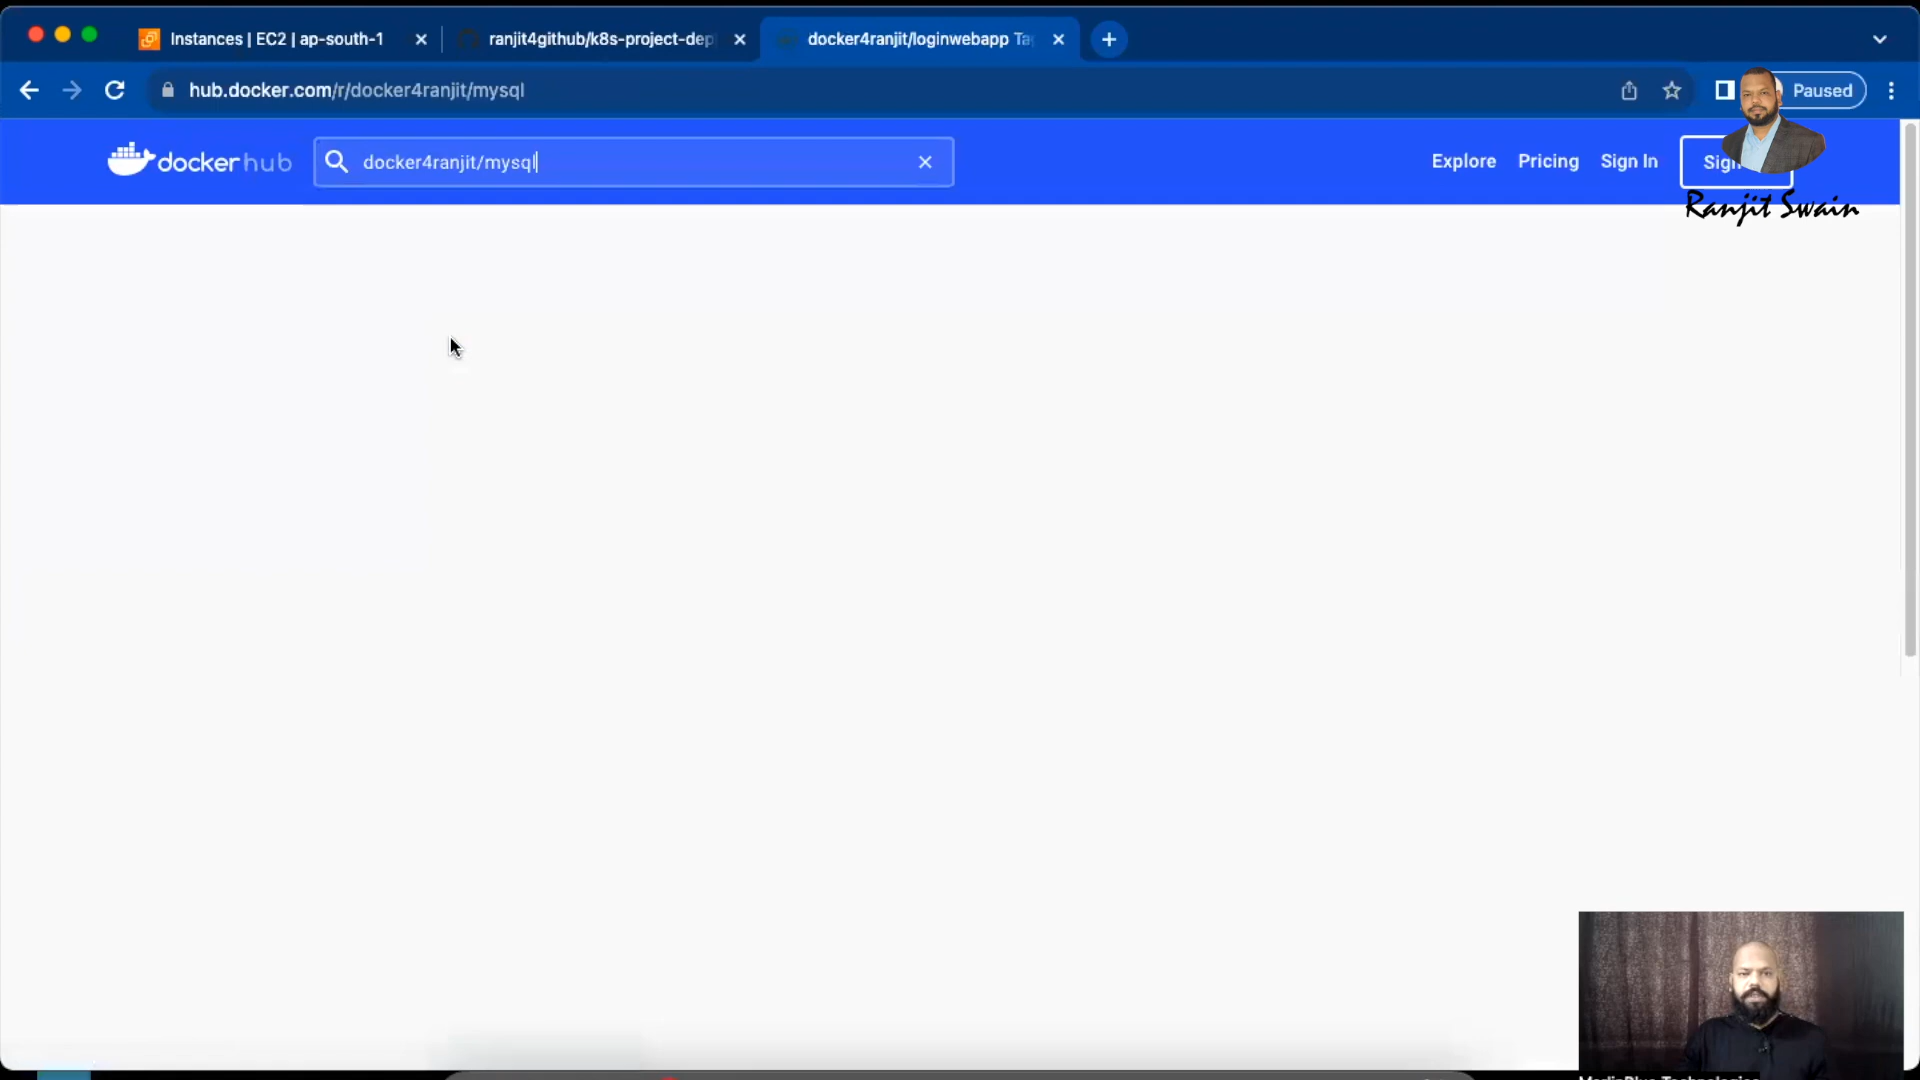 Instances | EC2 | ap-south-1
ranjit4github/k8s-project-dep
docker4ranjit/loginwebapp Ta
hub.docker.com/r/docker4ranjit/mysql
Paused
docker hub
docker4ranjit/mysql
Explore
Pricing
Sign In
Sign
Ranjit Swain